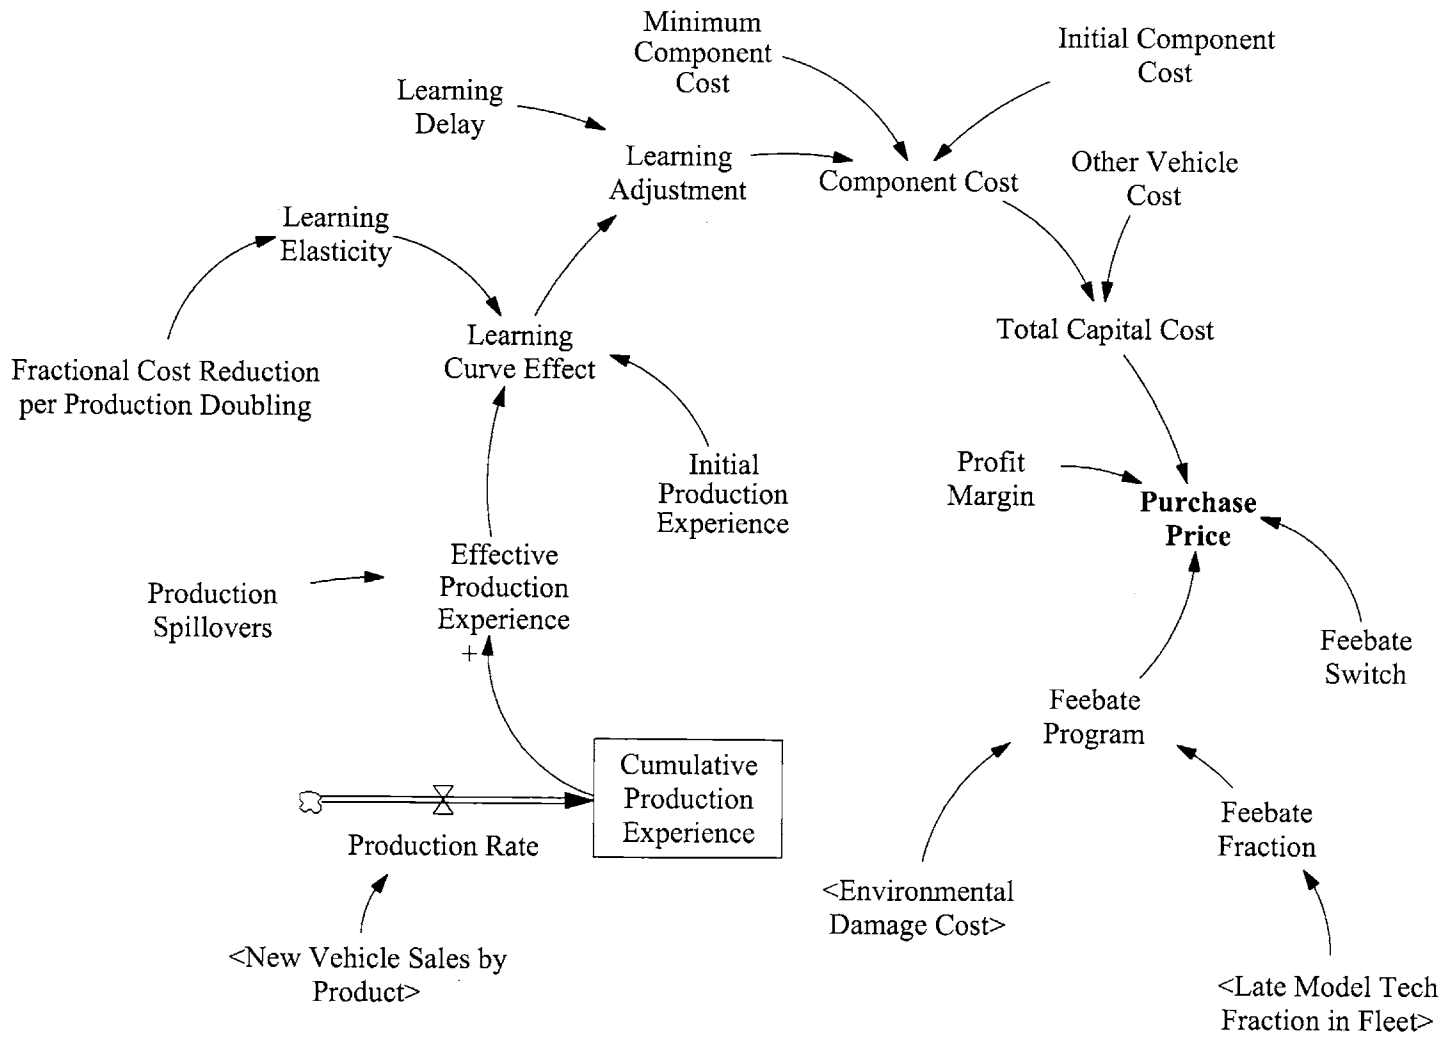 Minimum
Component
Cost
Initial Component
Cost
Learning
Delay
Learning
Adjustment
Component Cost
Other Vehicle
Cost
Learning
Elasticity
Learning
Curve Effect
Total Capital Cost
Fractional Cost Reduction
per Production Doubling
Initial
Production
Experience
Profit
Margin
Purchase
Price
Effective
Production
Experience
+
Production
Spillovers
Feebate
Switch
Feebate
Program
Cumulative
Production
Experience
Production Rate
Feebate
Fraction
<Environmental
Damage Cost>
<New Vehicle Sales by
Product>
<Late Model Tech
Fraction in Fleet>